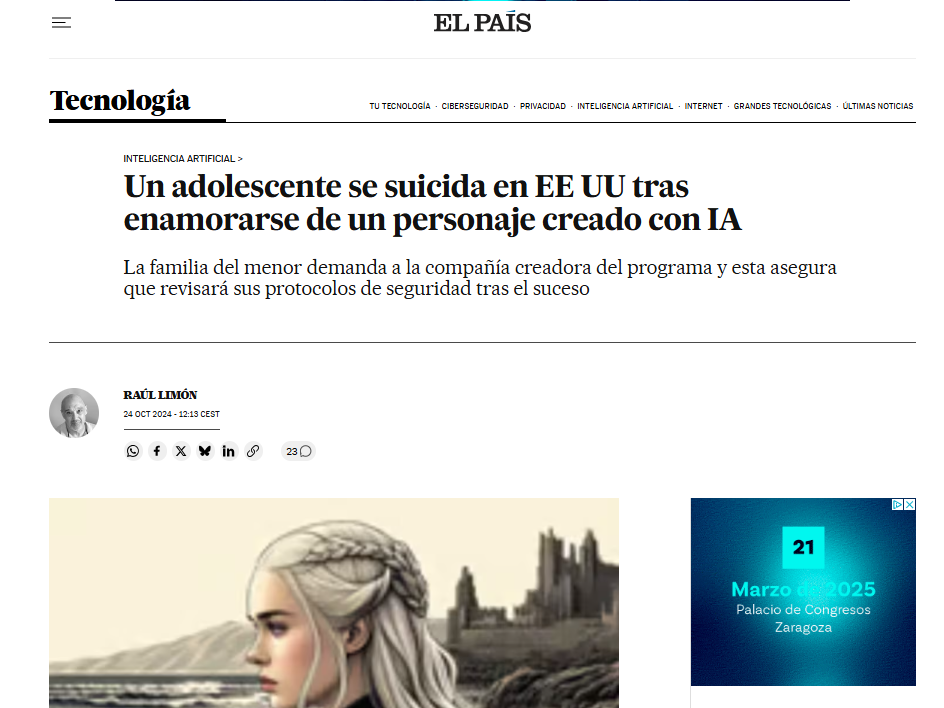 EL PAÍS
Tecnología
TU TECNOLOGÍA · CIBERSEGURIDAD · PRIVACIDAD · INTELIGENCIA ARTIFICIAL · INTERNET · GRANDES TECNOLÓGICAS · ÚLTIMAS NOTICIAS
INTELIGENCIA ARTIFICIAL >
Un adolescente se suicida en EE UU tras
enamorarse de un personaje creado con IA
La familia del menor demanda a la compañía creadora del programa y esta asegura
que revisará sus protocolos de seguridad tras el suceso
RAÚL LIMÓN
24 OCT 2024 - 12:13 CEST
23
21
Marzo de 2025
Palacio de Congresos
Zaragoza